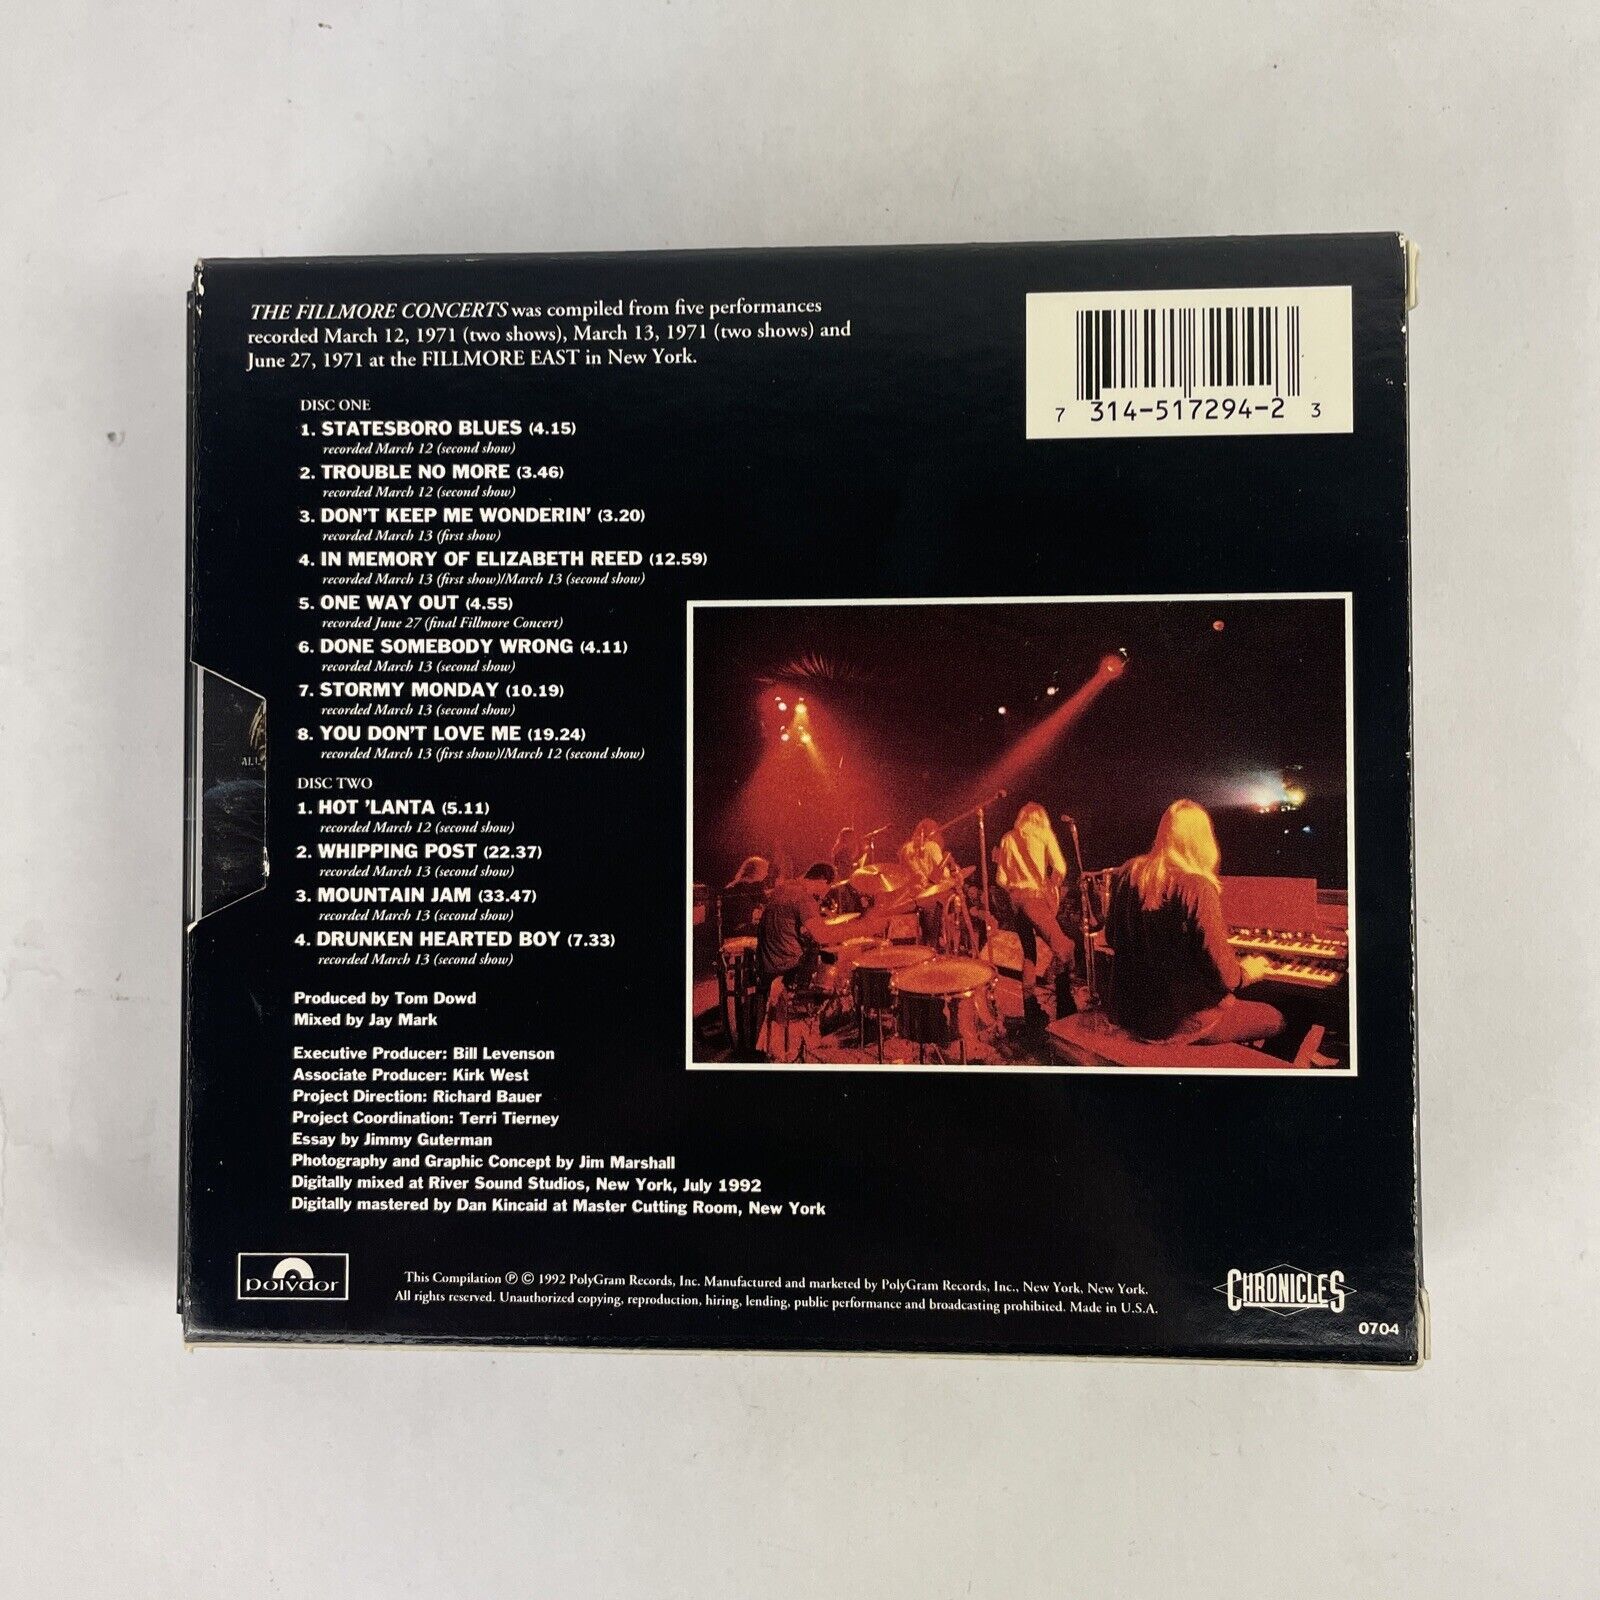 THE FILLMORE CONCERTS was compiled from five performances
recorded March 12, 1971 (two shows), March 13, 1971 (two shows) and
June 27, 1971 at the FILLMORE EAST in New York.
7 314-517294-2 3
DISC ONE
1. STATESBORO BLUES (4.15)
recorded March 12 (second show)
2. TROUBLE NO MORE (3.46)
recorded March 12 (second show)
3. DON'T KEEP ME WONDERIN' (3.20)
recorded March 13 (first show)
4. IN MEMORY OF ELIZABETH REED (12.59)
recorded March 13 (first show)/March 13 (second show)
5. ONE WAY OUT (4.55)
recorded June 27 (final Fillmore Concert)
6. DONE SOMEBODY WRONG (4.11)
recorded March 13 (second show)
7. STORMY MONDAY (10.19)
recorded March 13 (second show)
8. YOU DON'T LOVE ME (19.24)
recorded March 13 (first show)/March 12 (second show)
DISC TWO
1. HOT 'LANTA (5.11)
recorded March 12 (second show)
2. WHIPPING POST (22.37)
recorded March 13 (second show)
3. MOUNTAIN JAM (33.47)
recorded March 13 (second show)
4. DRUNKEN HEARTED BOY (7.33)
recorded March 13 (second show)
Produced by Tom Dowd
Mixed by Jay Mark
Executive Producer: Bill Levenson
Associate Producer: Kirk West
Project Direction: Richard Bauer
Project Coordination: Terri Tierney
Essay by Jimmy Guterman
Photography and Graphic Concept by Jim Marshall
Digitally mixed at River Sound Studios, New York, July 1992
Digitally mastered by Dan Kincaid at Master Cutting Room, New York
polydor
This Compilation ℗ © 1992 PolyGram Records, Inc. Manufactured and marketed by PolyGram Records, Inc., New York, New York.
All rights reserved. Unauthorized copying, reproduction, hiring, lending, public performance and broadcasting prohibited. Made in U.S.A.
CHRONICLES
0704